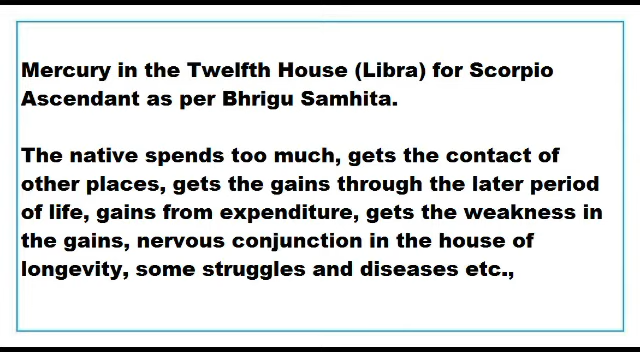 Mercury in the Twelfth House (Libra) for Scorpio
Ascendant as per Bhrigu Samhita.
The native spends too much, gets the contact of
other places, gets the gains through the later period
of life, gains from expenditure, gets the weakness in
the gains, nervous conjunction in the house of
longevity, some struggles and diseases etc.,